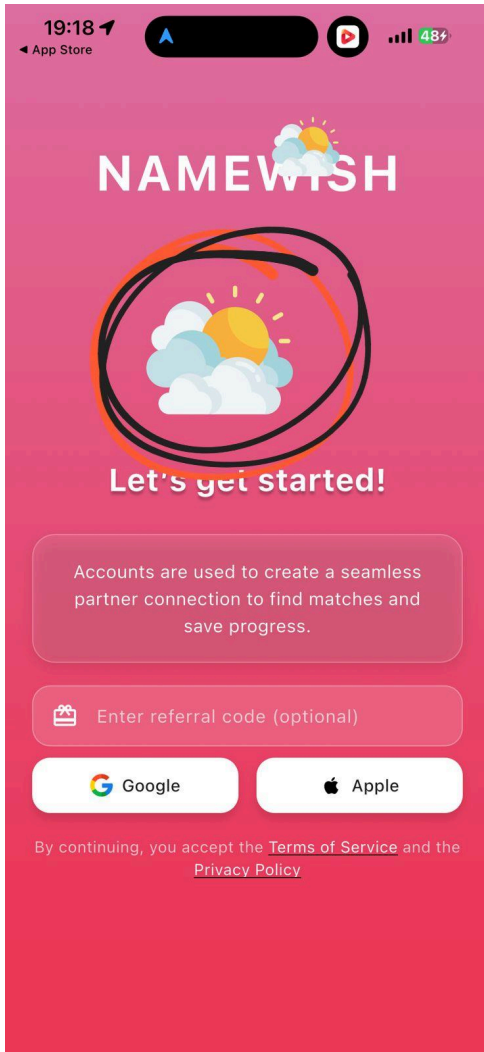 19:18
◀ App Store
48
NAMEWISH
Let's get started!
Accounts are used to create a seamless
partner connection to find matches and
save progress.
Enter referral code (optional)
Google
Apple
By continuing, you accept the Terms of Service and the
Privacy Policy